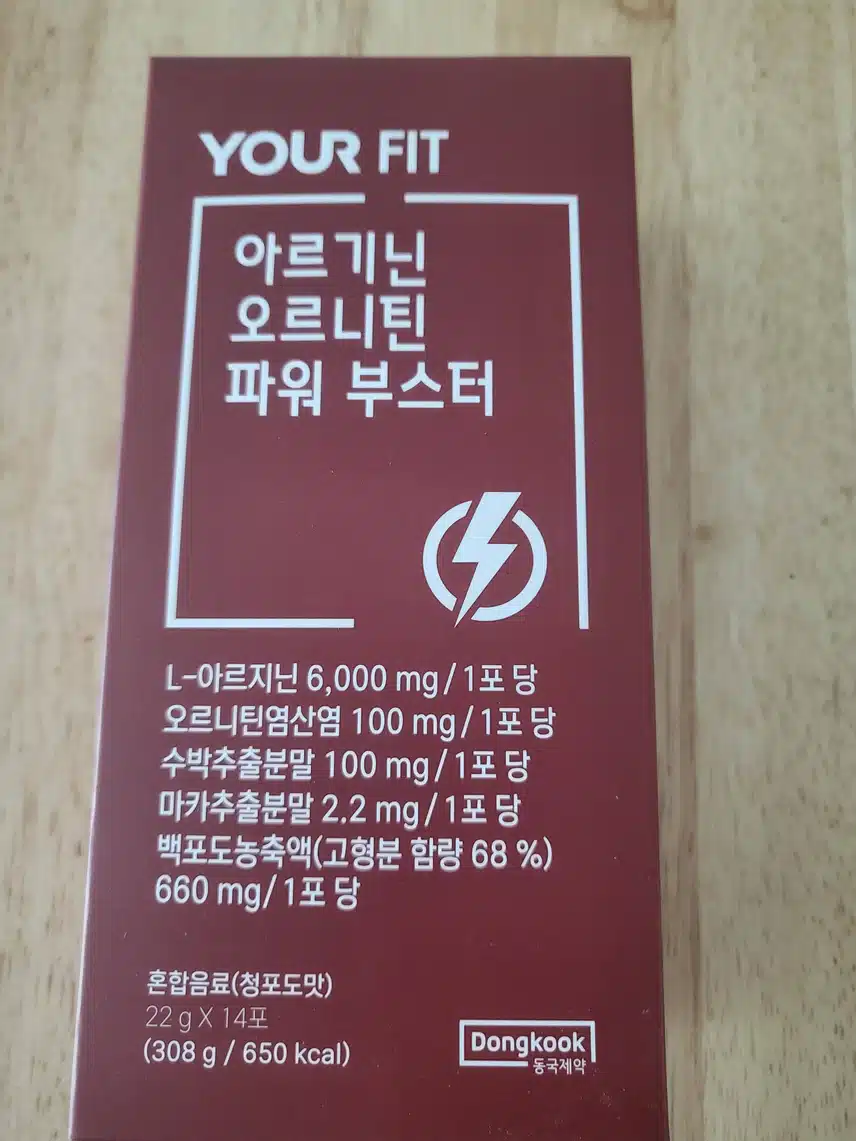 YOUR FIT
아르기닌
오르니틴
파워 부스터
L-아르지닌 6,000 mg/1포 당
오르니틴염산염 100 mg/1포 당
수박추출분말 100 mg/1포 당
마카추출분말 2.2 mg/1포 당
백포도농축액(고형분 함량 68 %)
660 mg/1포 당
혼합음료(청포도맛)
22 g X 14포
(308 g / 650 kcal)
Dongkook
동국제약